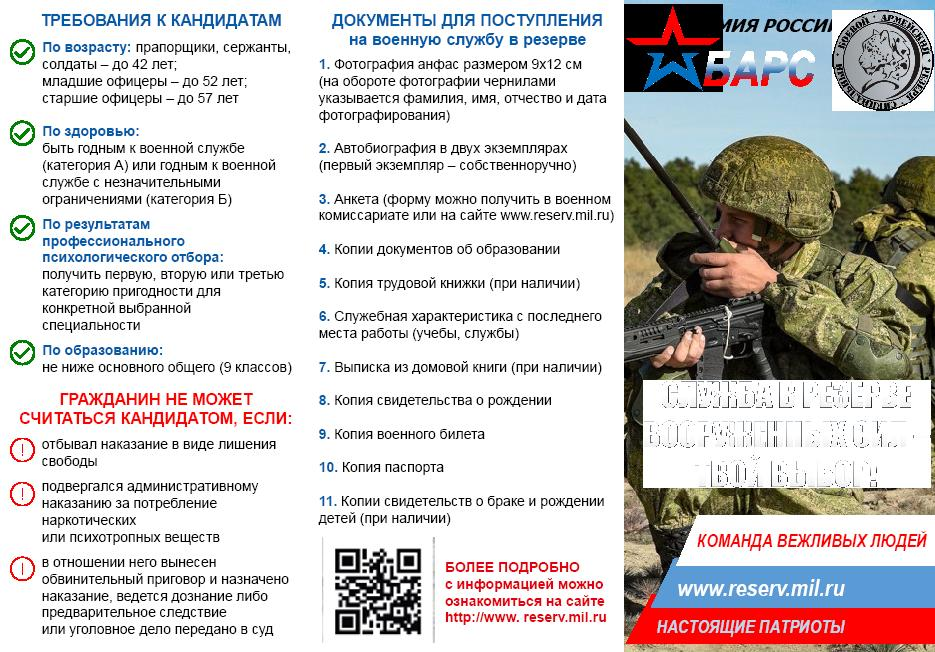 ТРЕБОВАНИЯ К КАНДИДАТАМ
По возрасту: прапорщики, сержанты,
солдаты – до 42 лет;
младшие офицеры – до 52 лет;
старшие офицеры – до 57 лет
По здоровью:
быть годным к военной службе
(категория А) или годным к военной
службе с незначительными
ограничениями (категория Б)
По результатам
профессионального
психологического отбора:
получить первую, вторую или третью
категорию пригодности для
конкретной выбранной
специальности
По образованию:
не ниже основного общего (9 классов)
ГРАЖДАНИН НЕ МОЖЕТ
СЧИТАТЬСЯ КАНДИДАТОМ, ЕСЛИ:
отбывал наказание в виде лишения
свободы
подвергался административному
наказанию за потребление
наркотических
или психотропных веществ
в отношении него вынесен
обвинительный приговор и назначено
наказание, ведется дознание либо
предварительное следствие
или уголовное дело передано в суд
ДОКУМЕНТЫ ДЛЯ ПОСТУПЛЕНИЯ
на военную службу в резерве
1. Фотография анфас размером 9х12 см
(на обороте фотографии чернилами
указывается фамилия, имя, отчество и дата
фотографирования)
2. Автобиография в двух экземплярах
(первый экземпляр – собственноручно)
3. Анкета (форму можно получить в военном
комиссариате или на сайте www.reserv.mil.ru)
4. Копии документов об образовании
5. Копия трудовой книжки (при наличии)
6. Служебная характеристика с последнего
места работы (учебы, службы)
7. Выписка из домовой книги (при наличии)
8. Копия свидетельства о рождении
9. Копия военного билета
10. Копия паспорта
11. Копии свидетельств о браке и рождении
детей (при наличии)
БОЛЕЕ ПОДРОБНО
с информацией можно
ознакомиться на сайте
http://www. reserv.mil.ru
МИЯ РОССИИ
БАРС
БОЕВОЙ АРМЕЙСКИЙ РЕЗЕРВ СПЕЦИАЛЬНЫЙ
СЛУЖБА В РЕЗЕРВЕ
ВООРУЖЕННЫХ СИЛ –
ТВОЙ ВЫБОР!
КОМАНДА ВЕЖЛИВЫХ ЛЮДЕЙ
www.reserv.mil.ru
НАСТОЯЩИЕ ПАТРИОТЫ